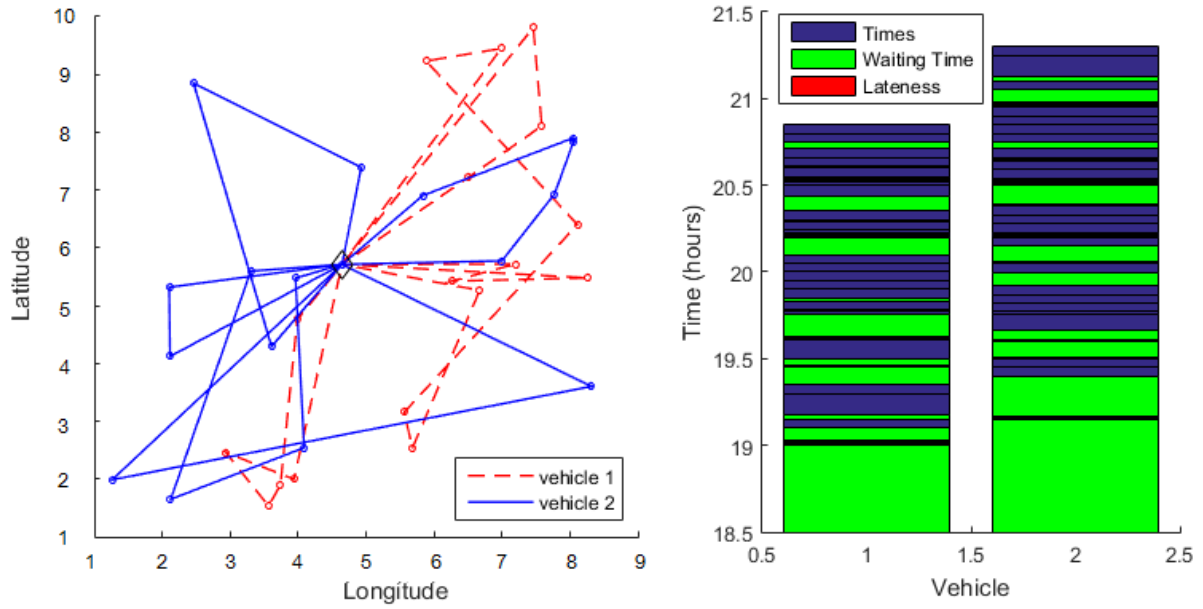 10
9
8
7
6
5
4
3
2
1
Latitude
1 2 3 4 5 6 7 8 9 10
Longitude
vehicle 1
vehicle 2
21.5
21
20.5
20
19.5
19
18.5
Time (hours)
0.5 1 1.5 2 2.5
Vehicle
Times
Waiting Time
Lateness